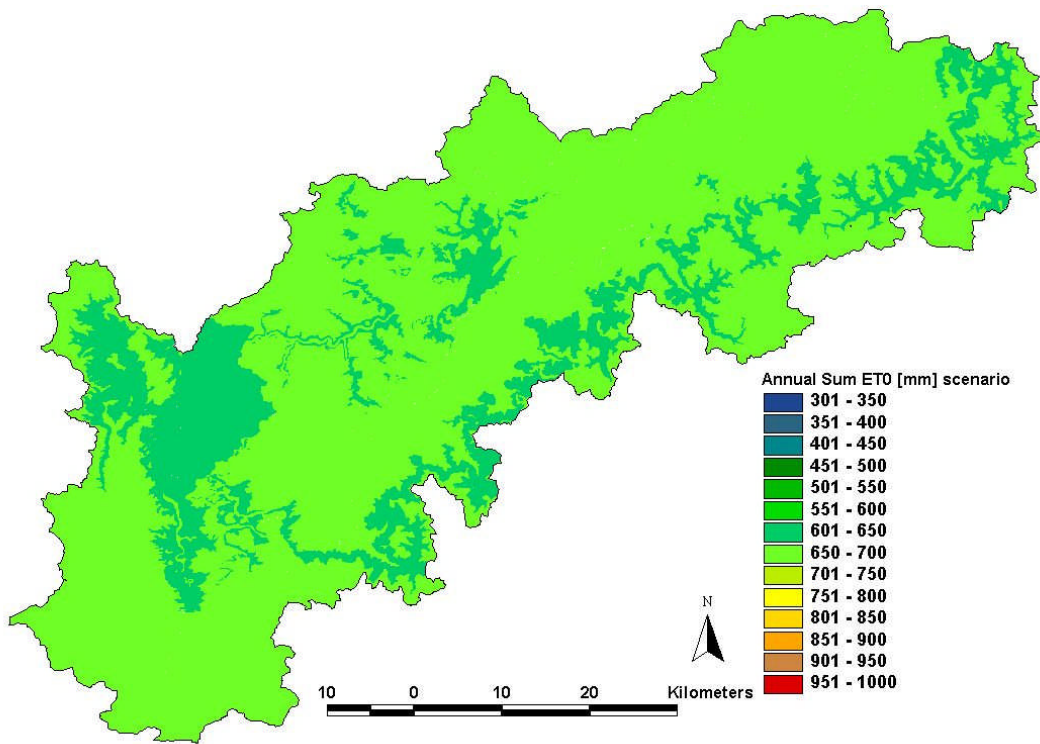 Annual Sum ET0 [mm] scenario
301 - 350
351 - 400
401 - 450
451 - 500
501 - 550
551 - 600
601 - 650
650 - 700
701 - 750
751 - 800
801 - 850
851 - 900
901 - 950
951 - 1000
N
10 0 10 20 Kilometers